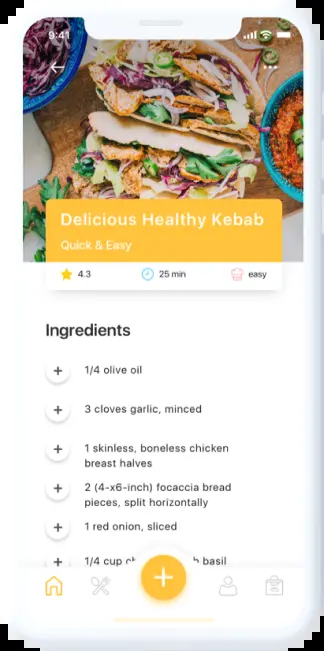 9:41
Delicious Healthy Kebab
Quick & Easy
4.3 25 min easy
Ingredients
1/4 olive oil
3 cloves garlic, minced
1 skinless, boneless chicken
breast halves
2 (4-x6-inch) focaccia bread
pieces, split horizontally
1 red onion, sliced
1/4 cup basil